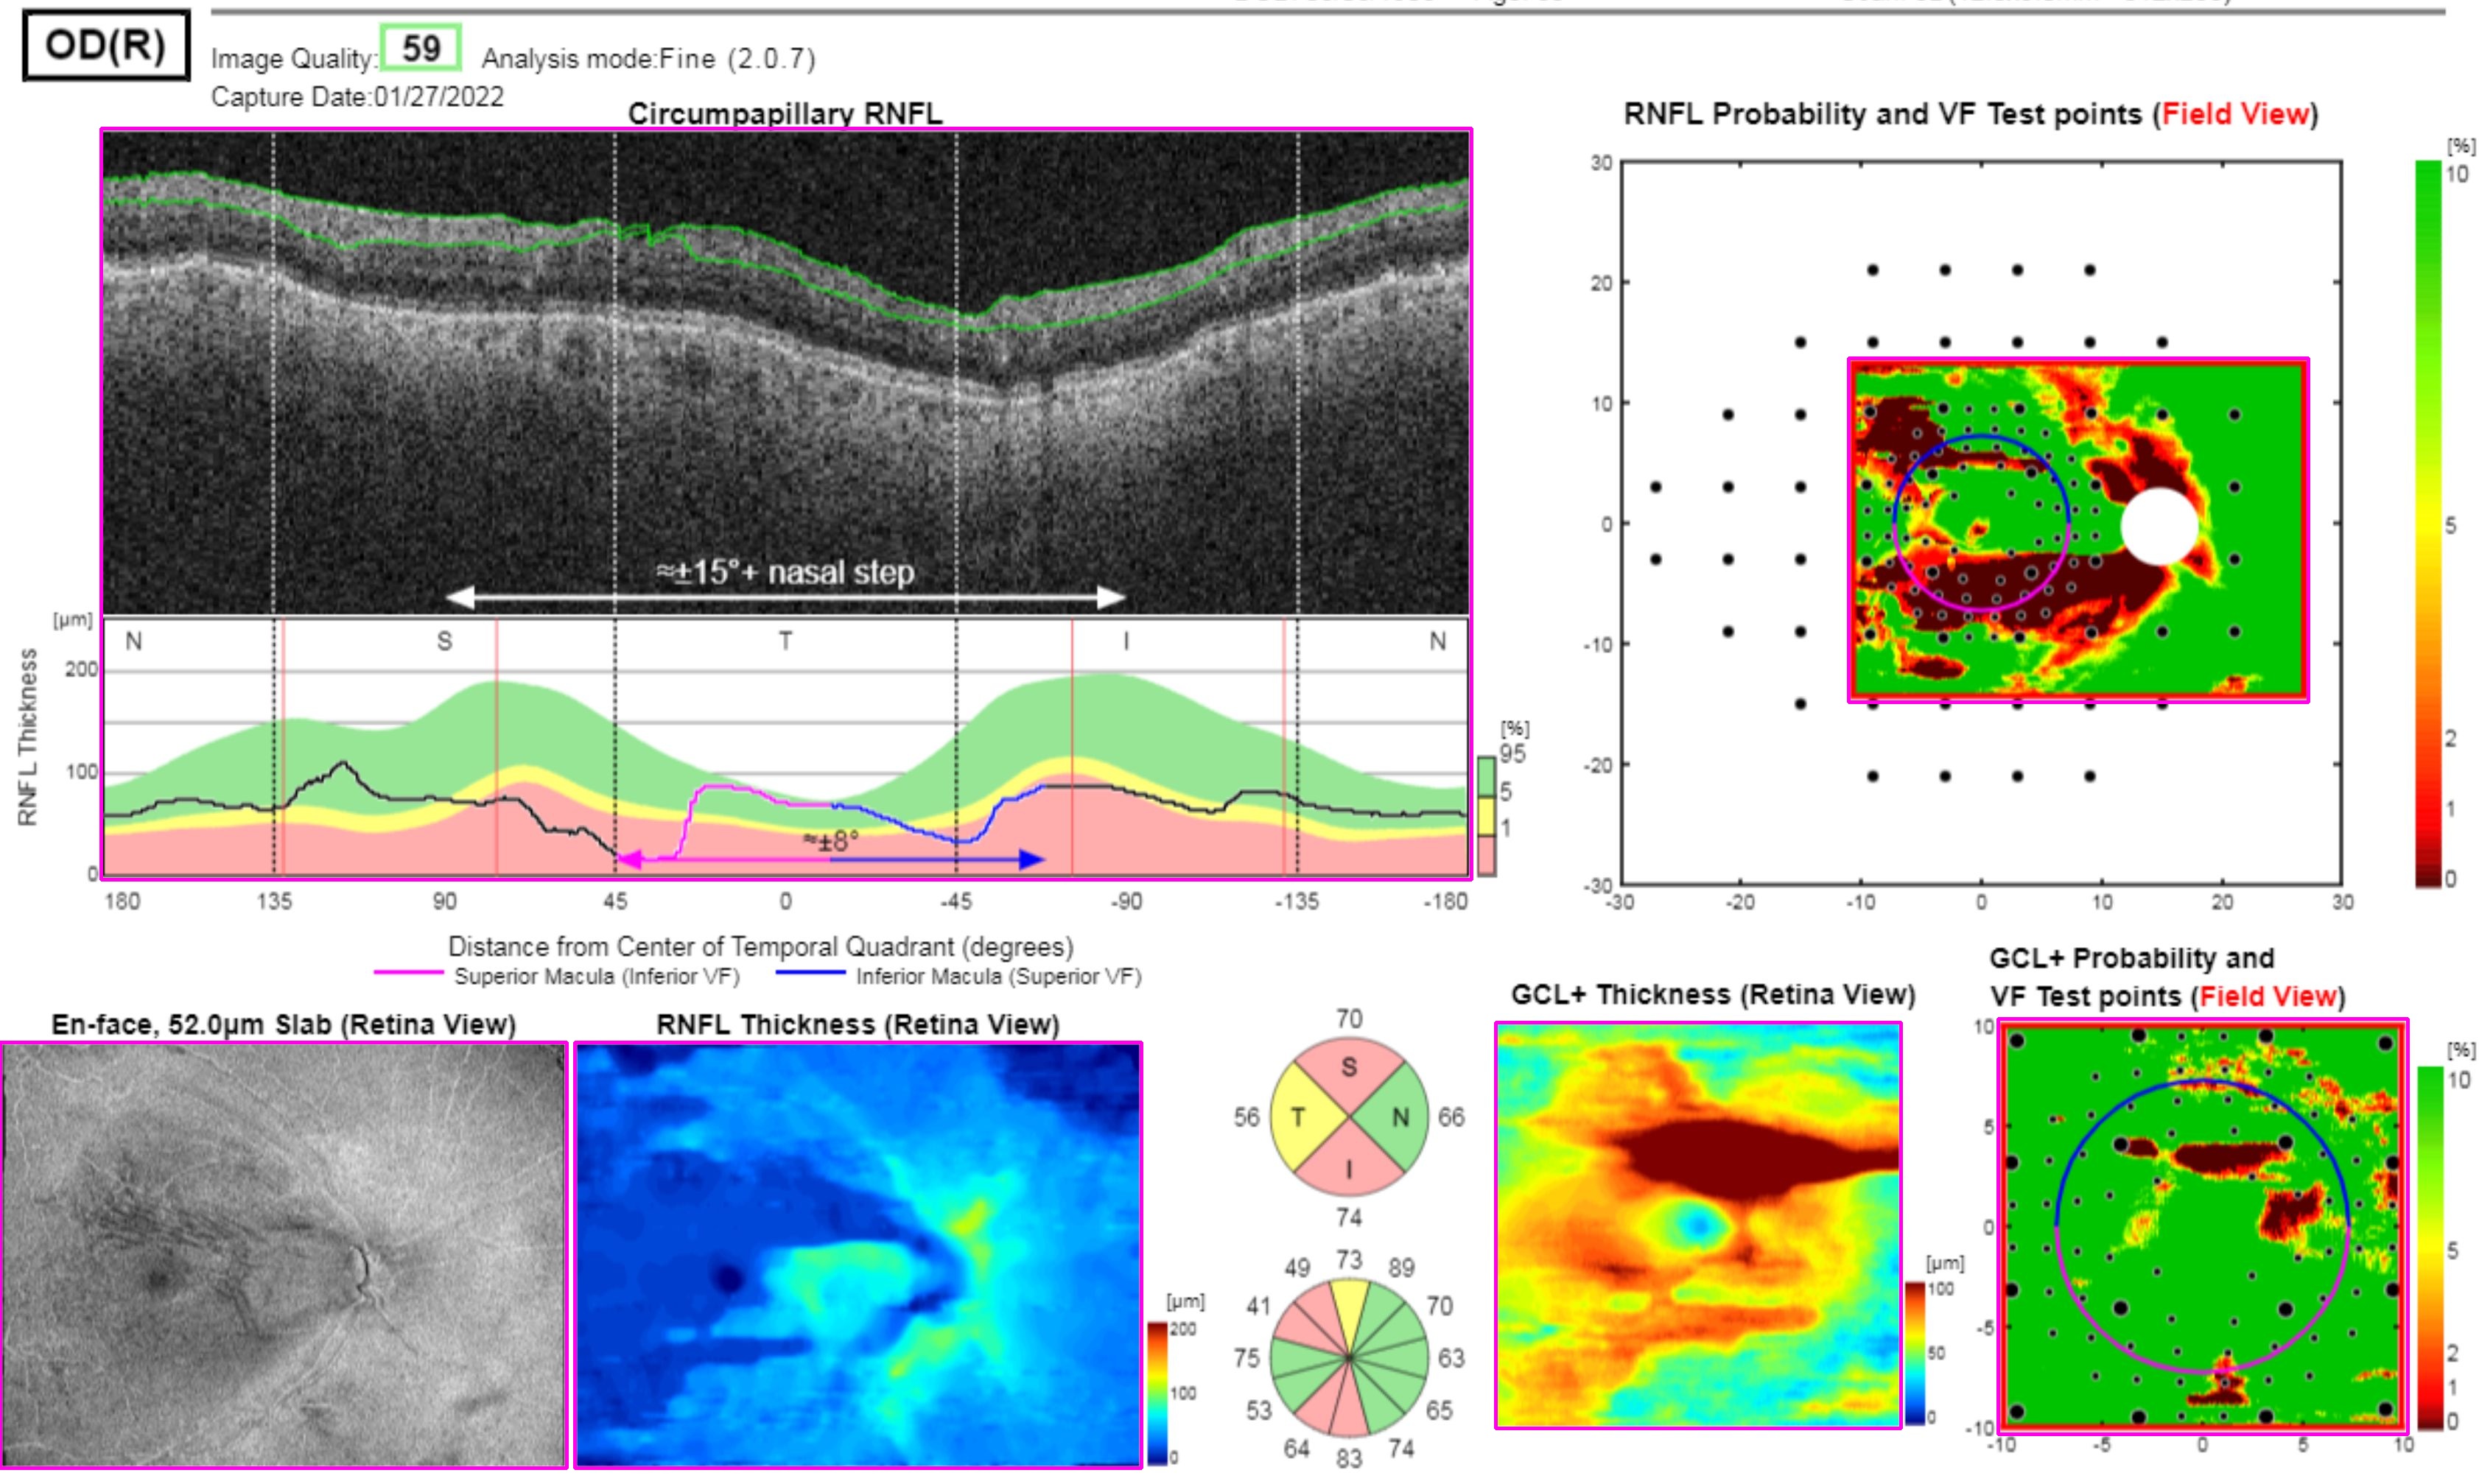 OD(R)
Image Quality: 59 Analysis mode:Fine (2.0.7)
Capture Date:01/27/2022
Circumpapillary RNFL
≈±15°+ nasal step
[µm]
N S T I N
200
100
0
RNFL Thickness
≈±8°
[%]
95
5
1
180 135 90 45 0 -45 -90 -135 -180
Distance from Center of Temporal Quadrant (degrees)
Superior Macula (Inferior VF) Inferior Macula (Superior VF)
RNFL Probability and VF Test points (Field View)
30
20
10
0
-10
-20
-30
-30 -20 -10 0 10 20 30
[%]
10
5
2
1
0
En-face, 52.0µm Slab (Retina View)
RNFL Thickness (Retina View)
[µm]
200
100
0
70
S
56 T N 66
I
74
73
49 89
41 70
75 63
53 65
64 74
83
GCL+ Thickness (Retina View)
[µm]
100
50
0
GCL+ Probability and
VF Test points (Field View)
10
5
0
-5
-10
-10 -5 0 5 10
[%]
10
5
2
1
0